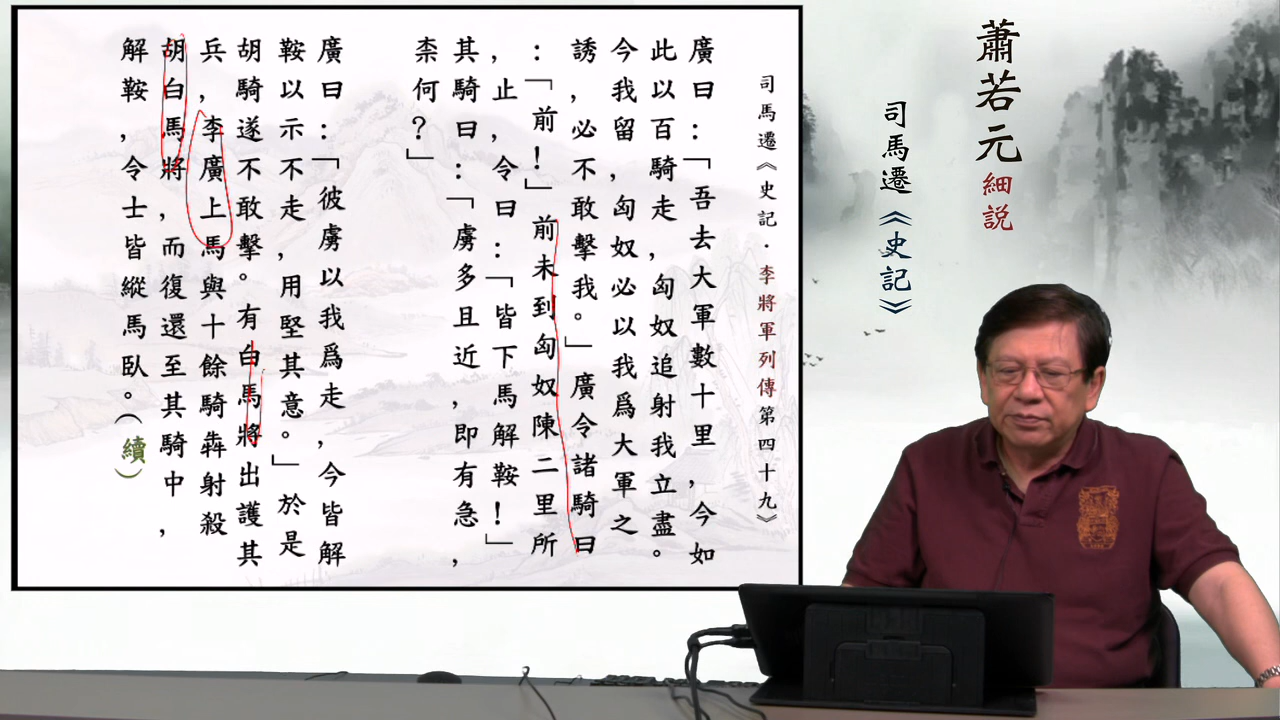 蕭若元細説
司馬遷《史記》
司馬遷《史記．李將軍列傳第四十九》
廣曰：「吾去大軍數十里，今如
此以百騎走，匈奴追射我立盡。
今我留，匈奴必以我爲大軍之
誘，必不敢擊我。」廣令諸騎曰
：「前！」前未到匈奴陳二里所
，止，令曰：「皆下馬解鞍！」
其騎曰：「虜多且近，即有急，
柰何？」
廣曰：「彼虜以我爲走，今皆解
鞍以示不走，用堅其意。」於是
胡騎遂不敢擊。有白馬將出護其
兵，李廣上馬與十餘騎犇射殺
胡白馬將，而復還至其騎中，
解鞍，令士皆縱馬臥。（續）